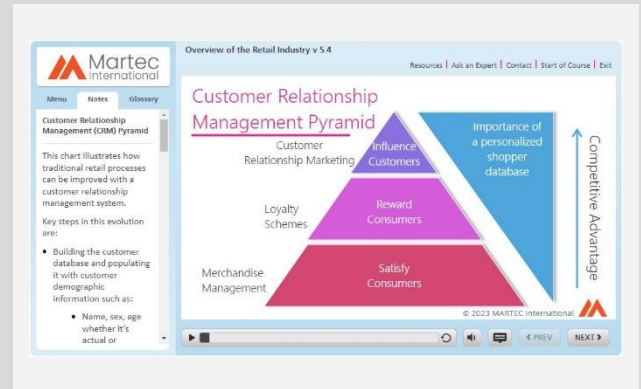 Martec
International
Overview of the Retail Industry v 5.4
Resources | Ask an Expert | Contact | Start of Course | Exit
Menu Notes Glossary
Customer Relationship
Management (CRM) Pyramid
This chart illustrates how
traditional retail processes
can be improved with a
customer relationship
management system.
Key steps in this evolution
are:
• Building the customer
database and populating
it with customer
demographic
information such as:
• Name, sex, age
whether it's
actual or
Customer Relationship
Management Pyramid
Customer
Relationship Marketing
Influence
Customers
Loyalty
Schemes
Reward
Consumers
Merchandise
Management
Satisfy
Consumers
Importance of
a personalized
shopper
database
Competitive Advantage
© 2023 MARTEC International
< PREV
NEXT >